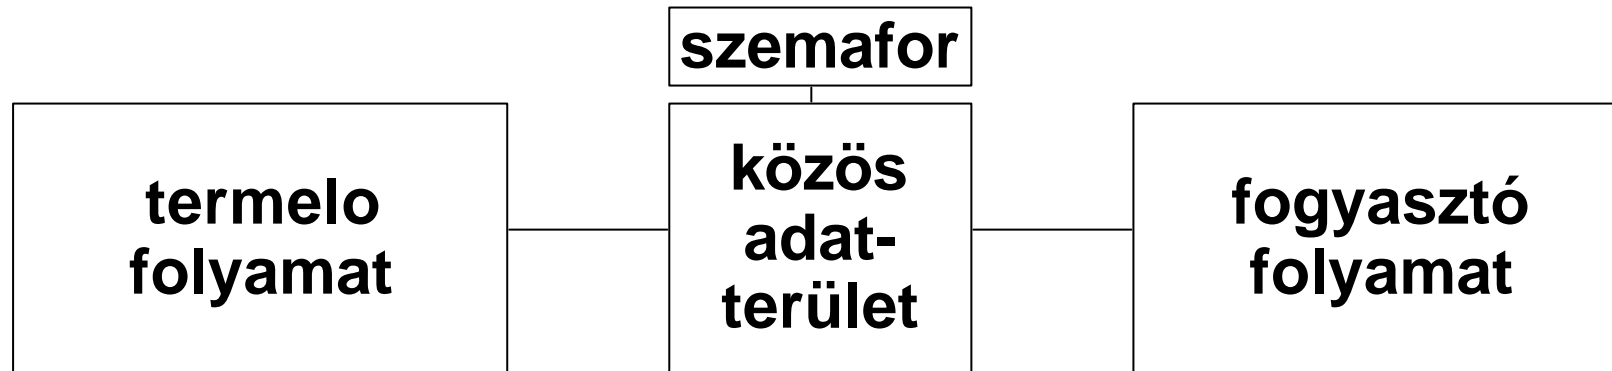 szemafor
termelo
folyamat
közös
adat-
terület
fogyasztó
folyamat